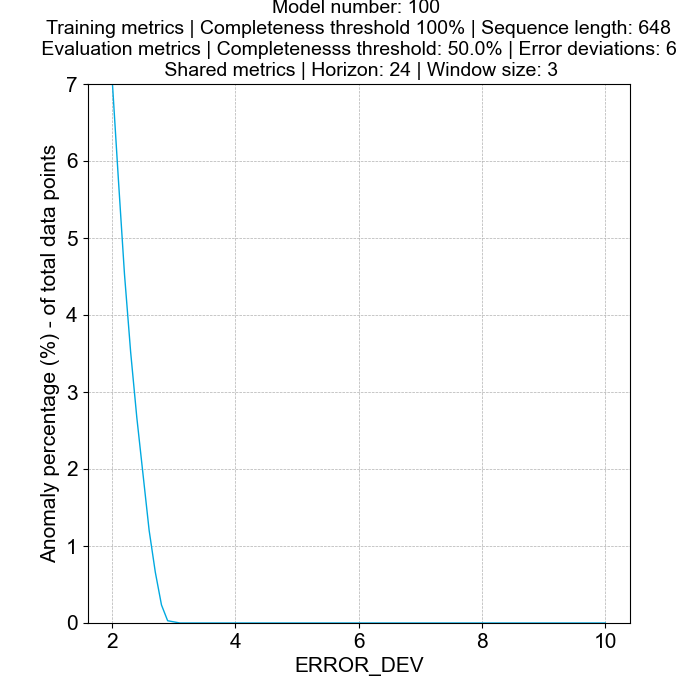 Model number: 100
Training metrics | Completeness threshold 100% | Sequence length: 648
Evaluation metrics | Completenesss threshold: 50.0% | Error deviations: 6
Shared metrics | Horizon: 24 | Window size: 3
7
6
5
4
3
2
1
0
Anomaly percentage (%) - of total data points
2 4 6 8 10
ERROR_DEV